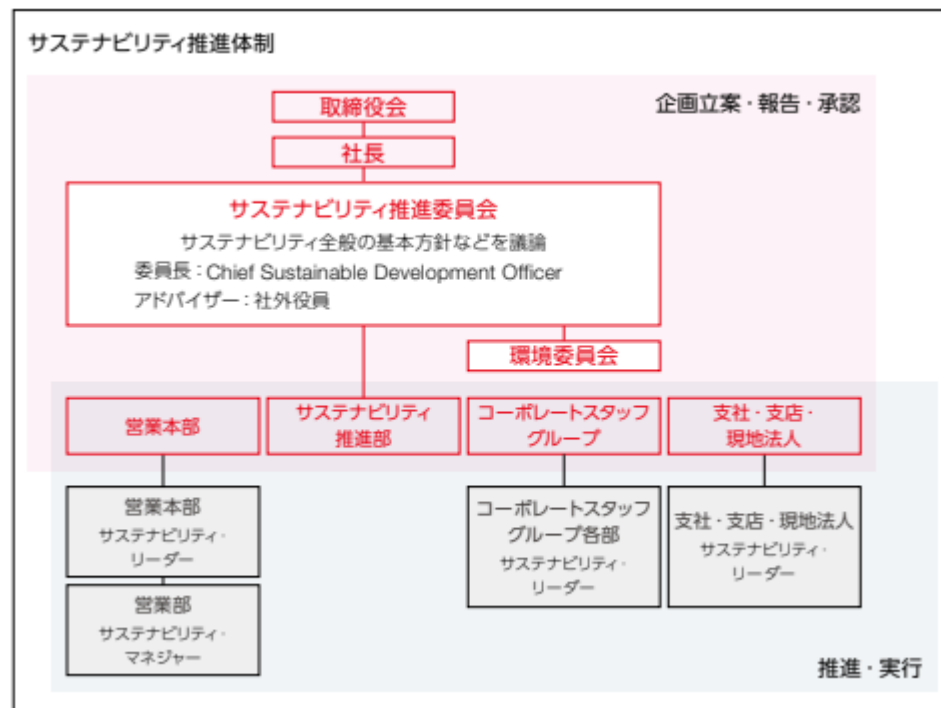 サステナビリティ推進体制
企画立案・報告・承認
取締役会
社長
サステナビリティ推進委員会
サステナビリティ全般の基本方針などを議論
委員長：Chief Sustainable Development Officer
アドバイザー：社外役員
環境委員会
営業本部
サステナビリティ
推進部
コーポレートスタッフ
グループ
支社・支店・
現地法人
営業本部
サステナビリティ・
リーダー
コーポレートスタッフ
グループ各部
サステナビリティ・
リーダー
支社・支店・現地法人
サステナビリティ・
リーダー
営業部
サステナビリティ・
マネジャー
推進・実行